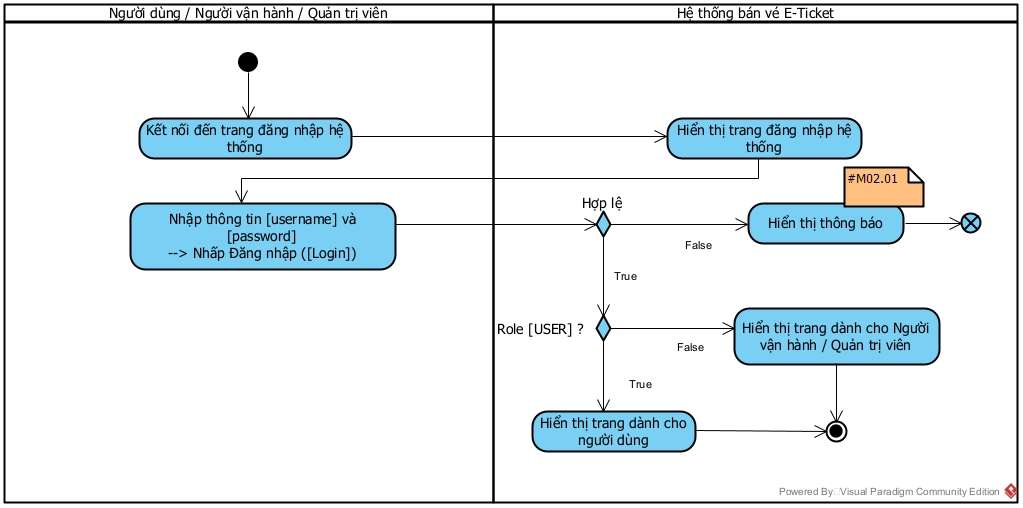 Người dùng / Người vận hành / Quản trị viên
Hệ thống bán vé E-Ticket
Kết nối đến trang đăng nhập hệ
thống
Hiển thị trang đăng nhập hệ
thống
#M02.01
Nhập thông tin [username] và
[password]
--> Nhấp Đăng nhập ([Login])
Hợp lệ
False
Hiển thị thông báo
True
Role [USER] ?
False
Hiển thị trang dành cho Người
vận hành / Quản trị viên
True
Hiển thị trang dành cho
người dùng
Powered By Visual Paradigm Community Edition